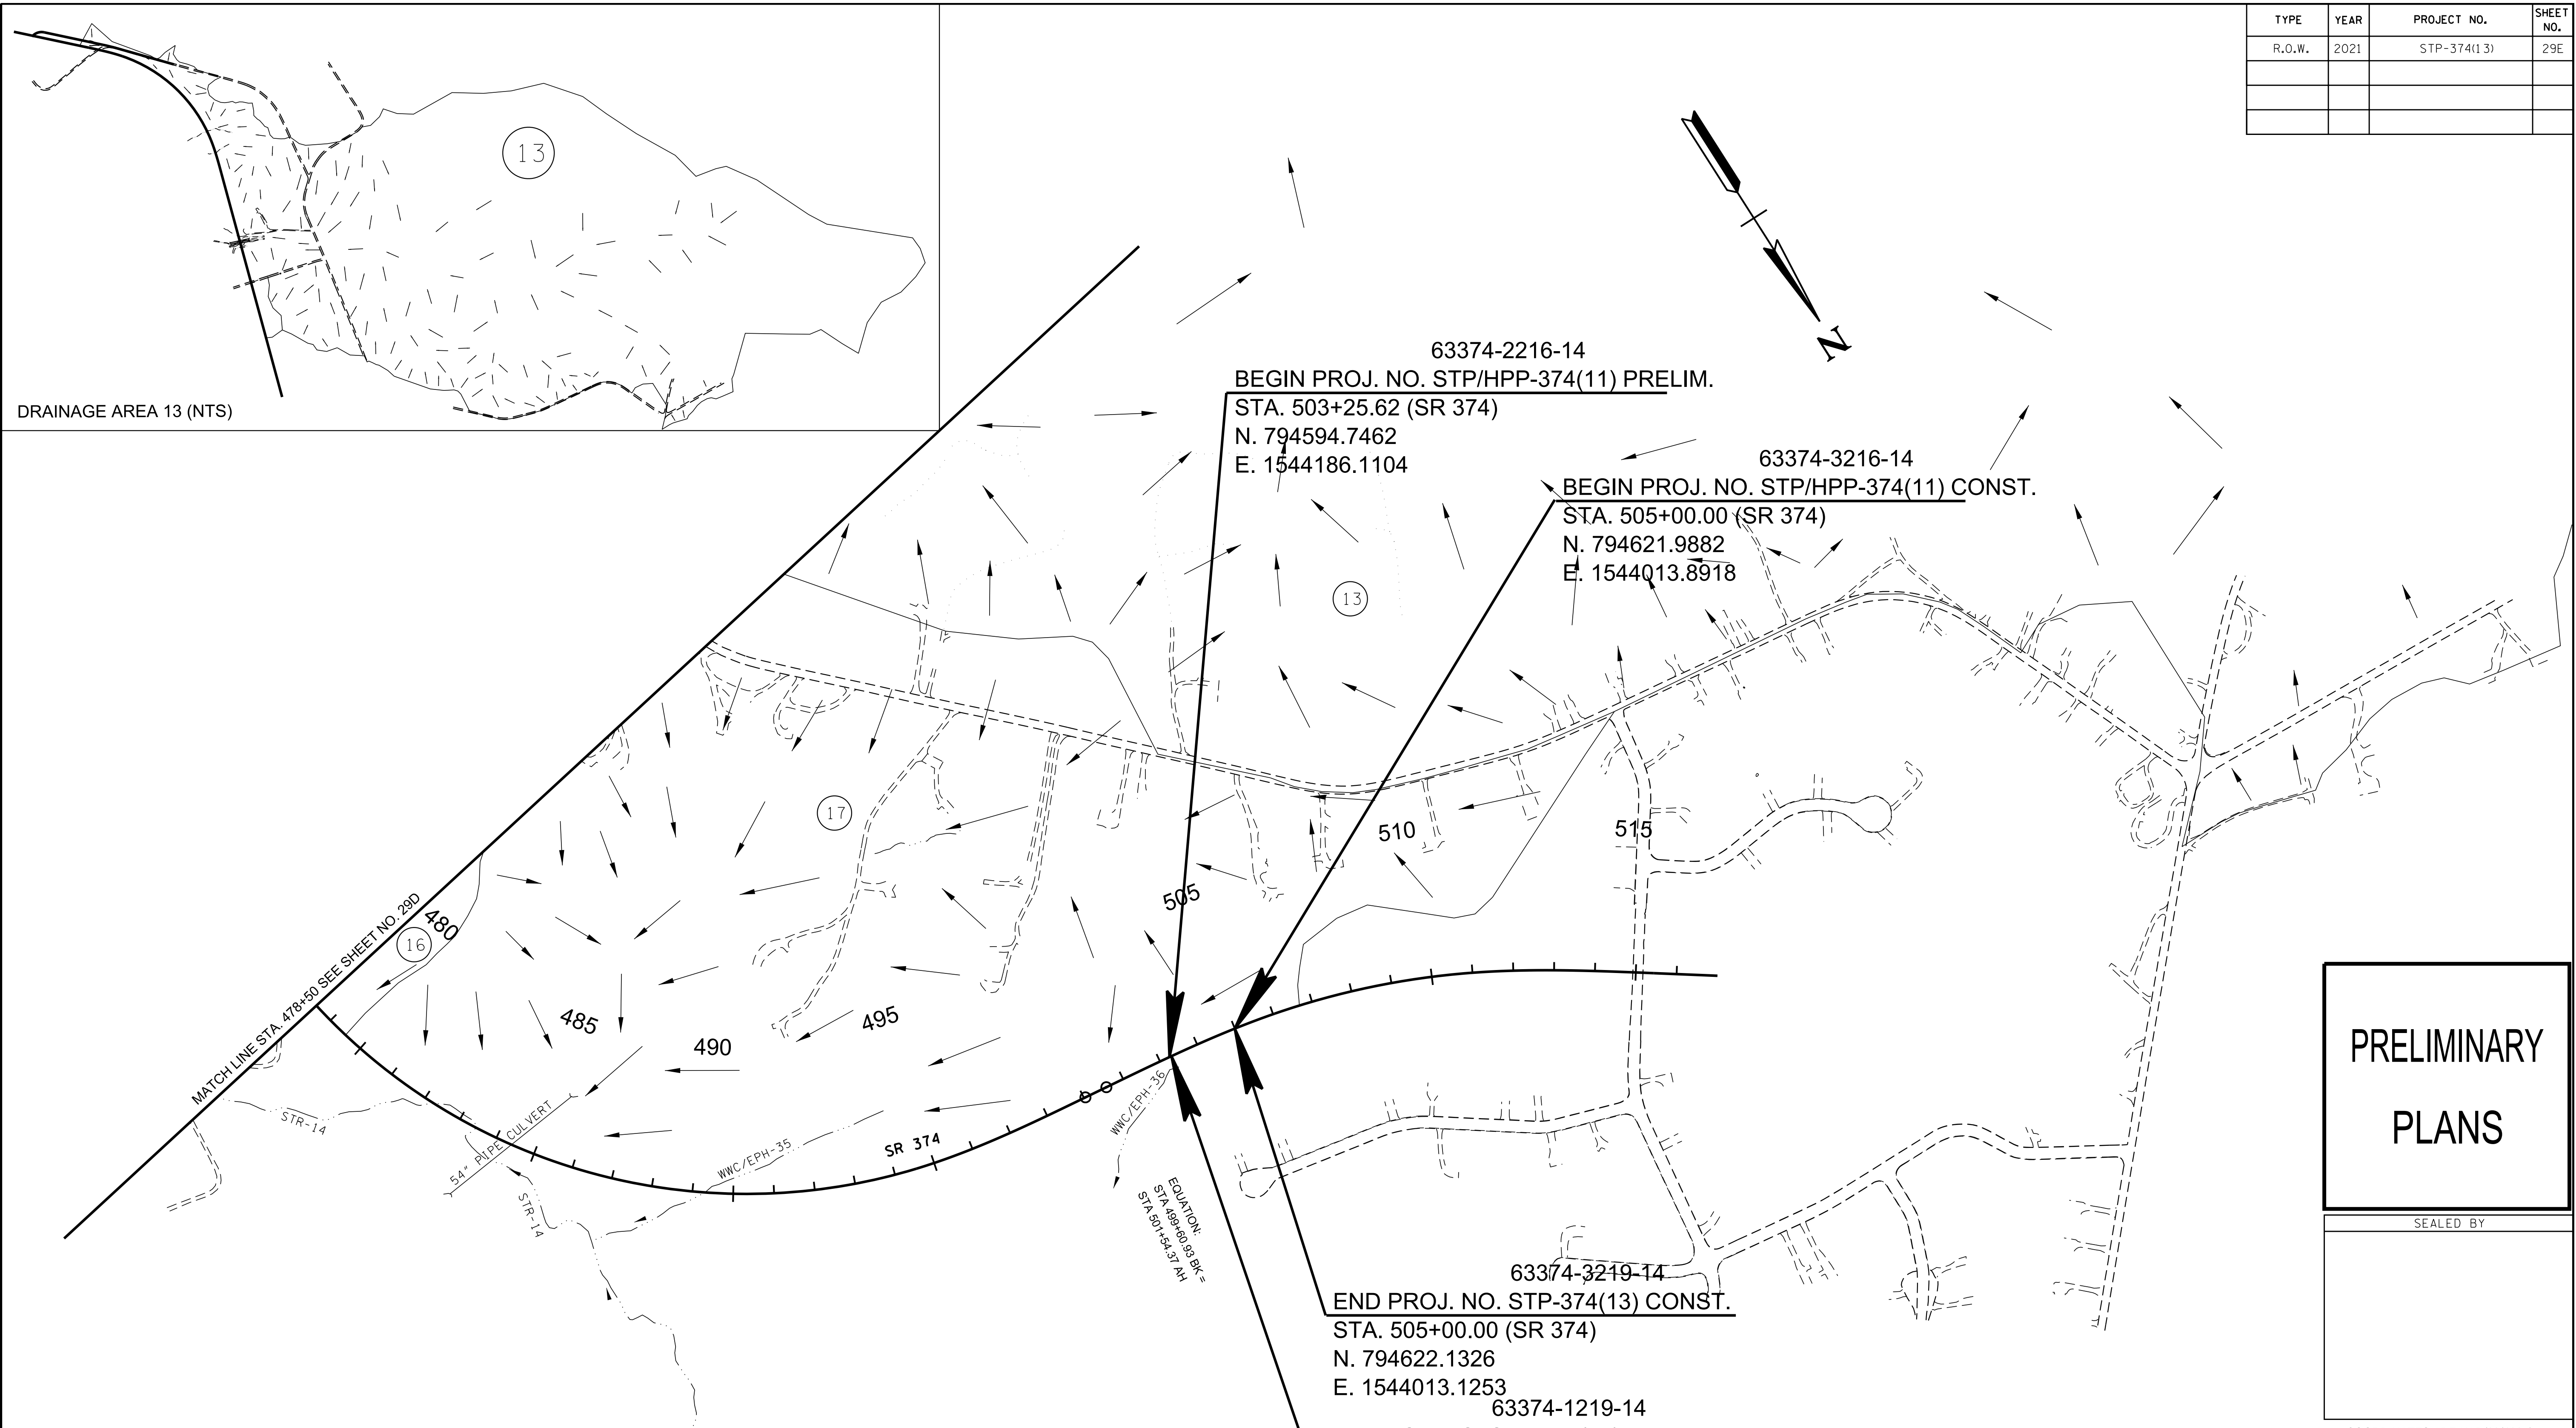 TYPE YEAR PROJECT NO. SHEET NO.
R.O.W. 2021 STP-374(13) 29E
13
DRAINAGE AREA 13 (NTS)
N
63374-2216-14
BEGIN PROJ. NO. STP/HPP-374(11) PRELIM.
STA. 503+25.62 (SR 374)
N. 794594.7462
E. 1544186.1104
63374-3216-14
BEGIN PROJ. NO. STP/HPP-374(11) CONST.
STA. 505+00.00 (SR 374)
N. 794621.9882
E. 1544013.8918
13
17
16
MATCH LINE STA. 478+50 SEE SHEET NO. 29D
480
485
490
495
505
510
515
STR-14
54" PIPE CULVERT
STR-14
WWC/EPH-35
SR 374
WWC/EPH-36
EQUATION:
STA 499+60.93 BK =
STA 501+54.37 AH
63374-3219-14
END PROJ. NO. STP-374(13) CONST.
STA. 505+00.00 (SR 374)
N. 794622.1326
E. 1544013.1253
63374-1219-14
PRELIMINARY
PLANS
SEALED BY